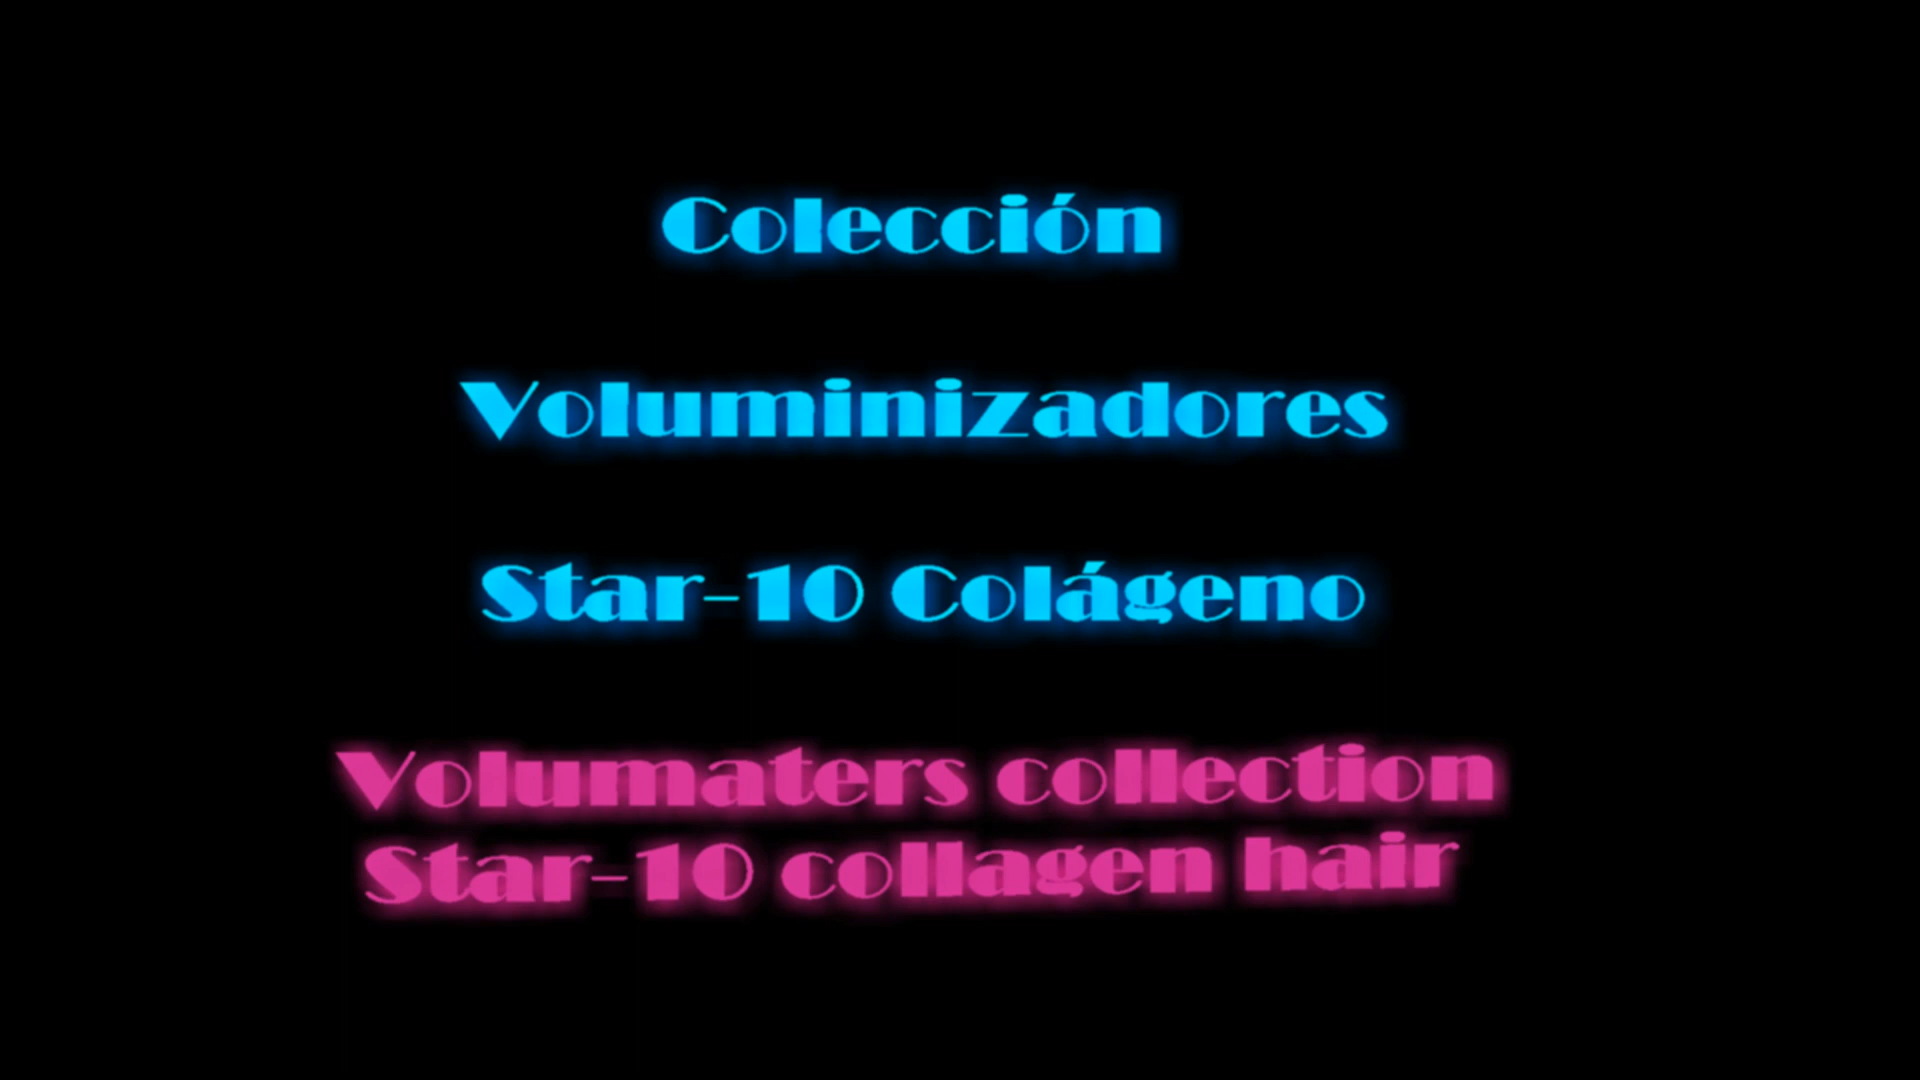 Colección
Voluminizadores
Star-10 Colágeno
Volumaters collection
Star-10 collagen hair